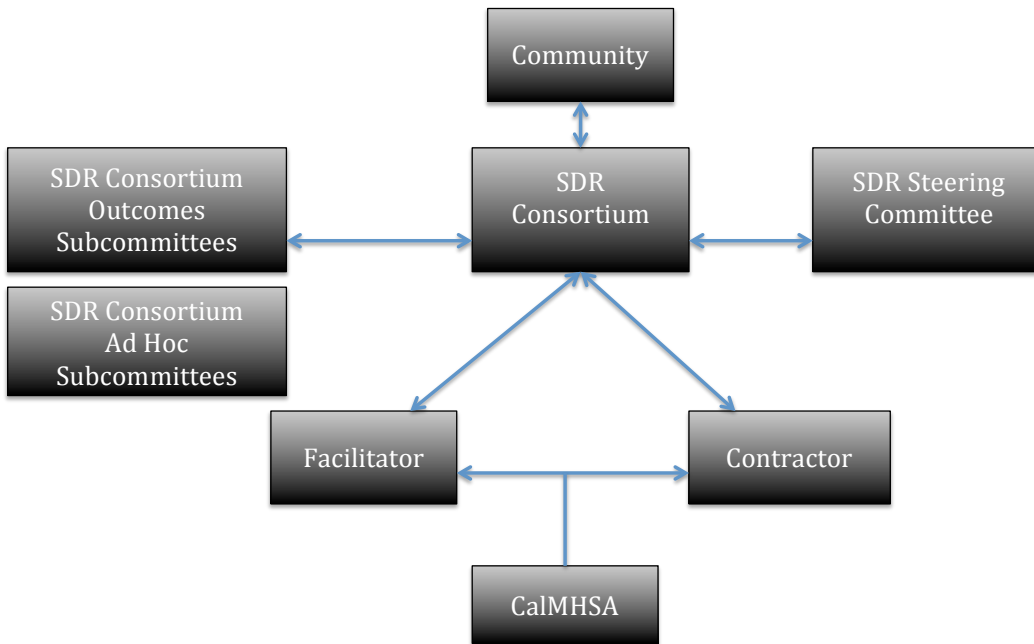 Community
SDR Consortium
Outcomes
Subcommittees
SDR
Consortium
SDR Steering
Committee
SDR Consortium
Ad Hoc
Subcommittees
Facilitator
Contractor
CalMHSA